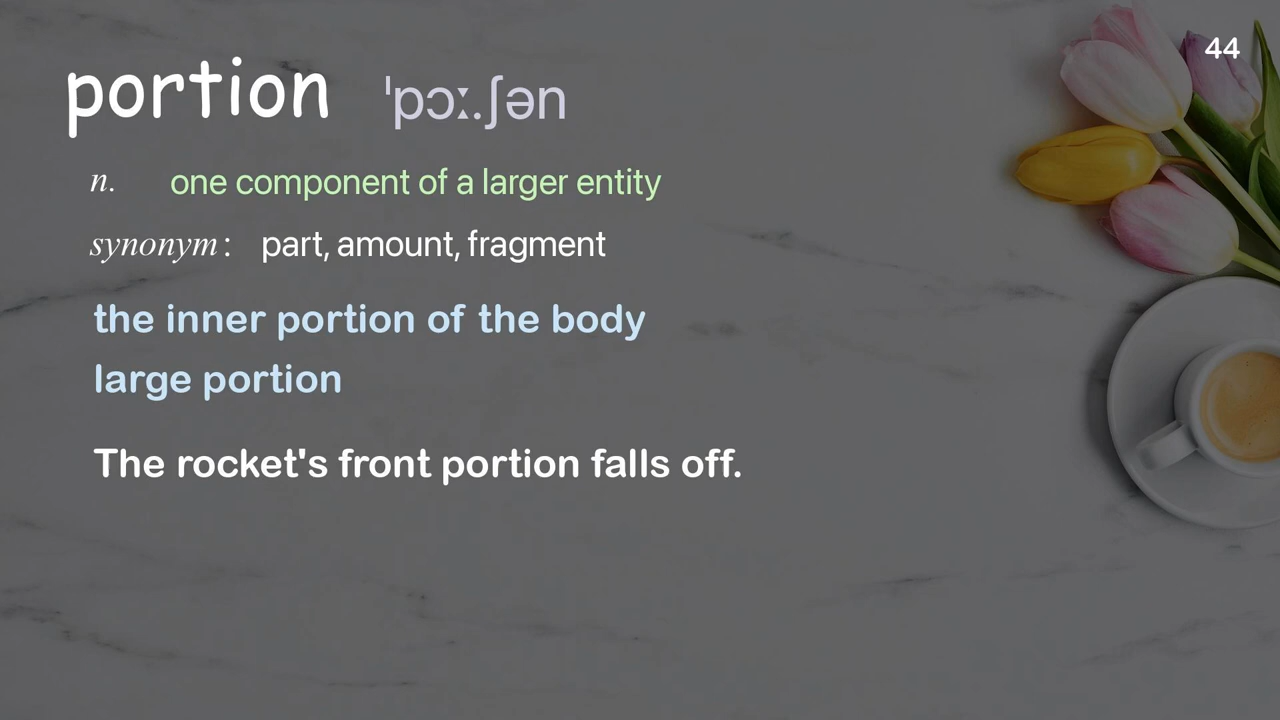 44
portion ˈpɔː.ʃən
n. one component of a larger entity
synonym: part, amount, fragment
the inner portion of the body
large portion
The rocket's front portion falls off.